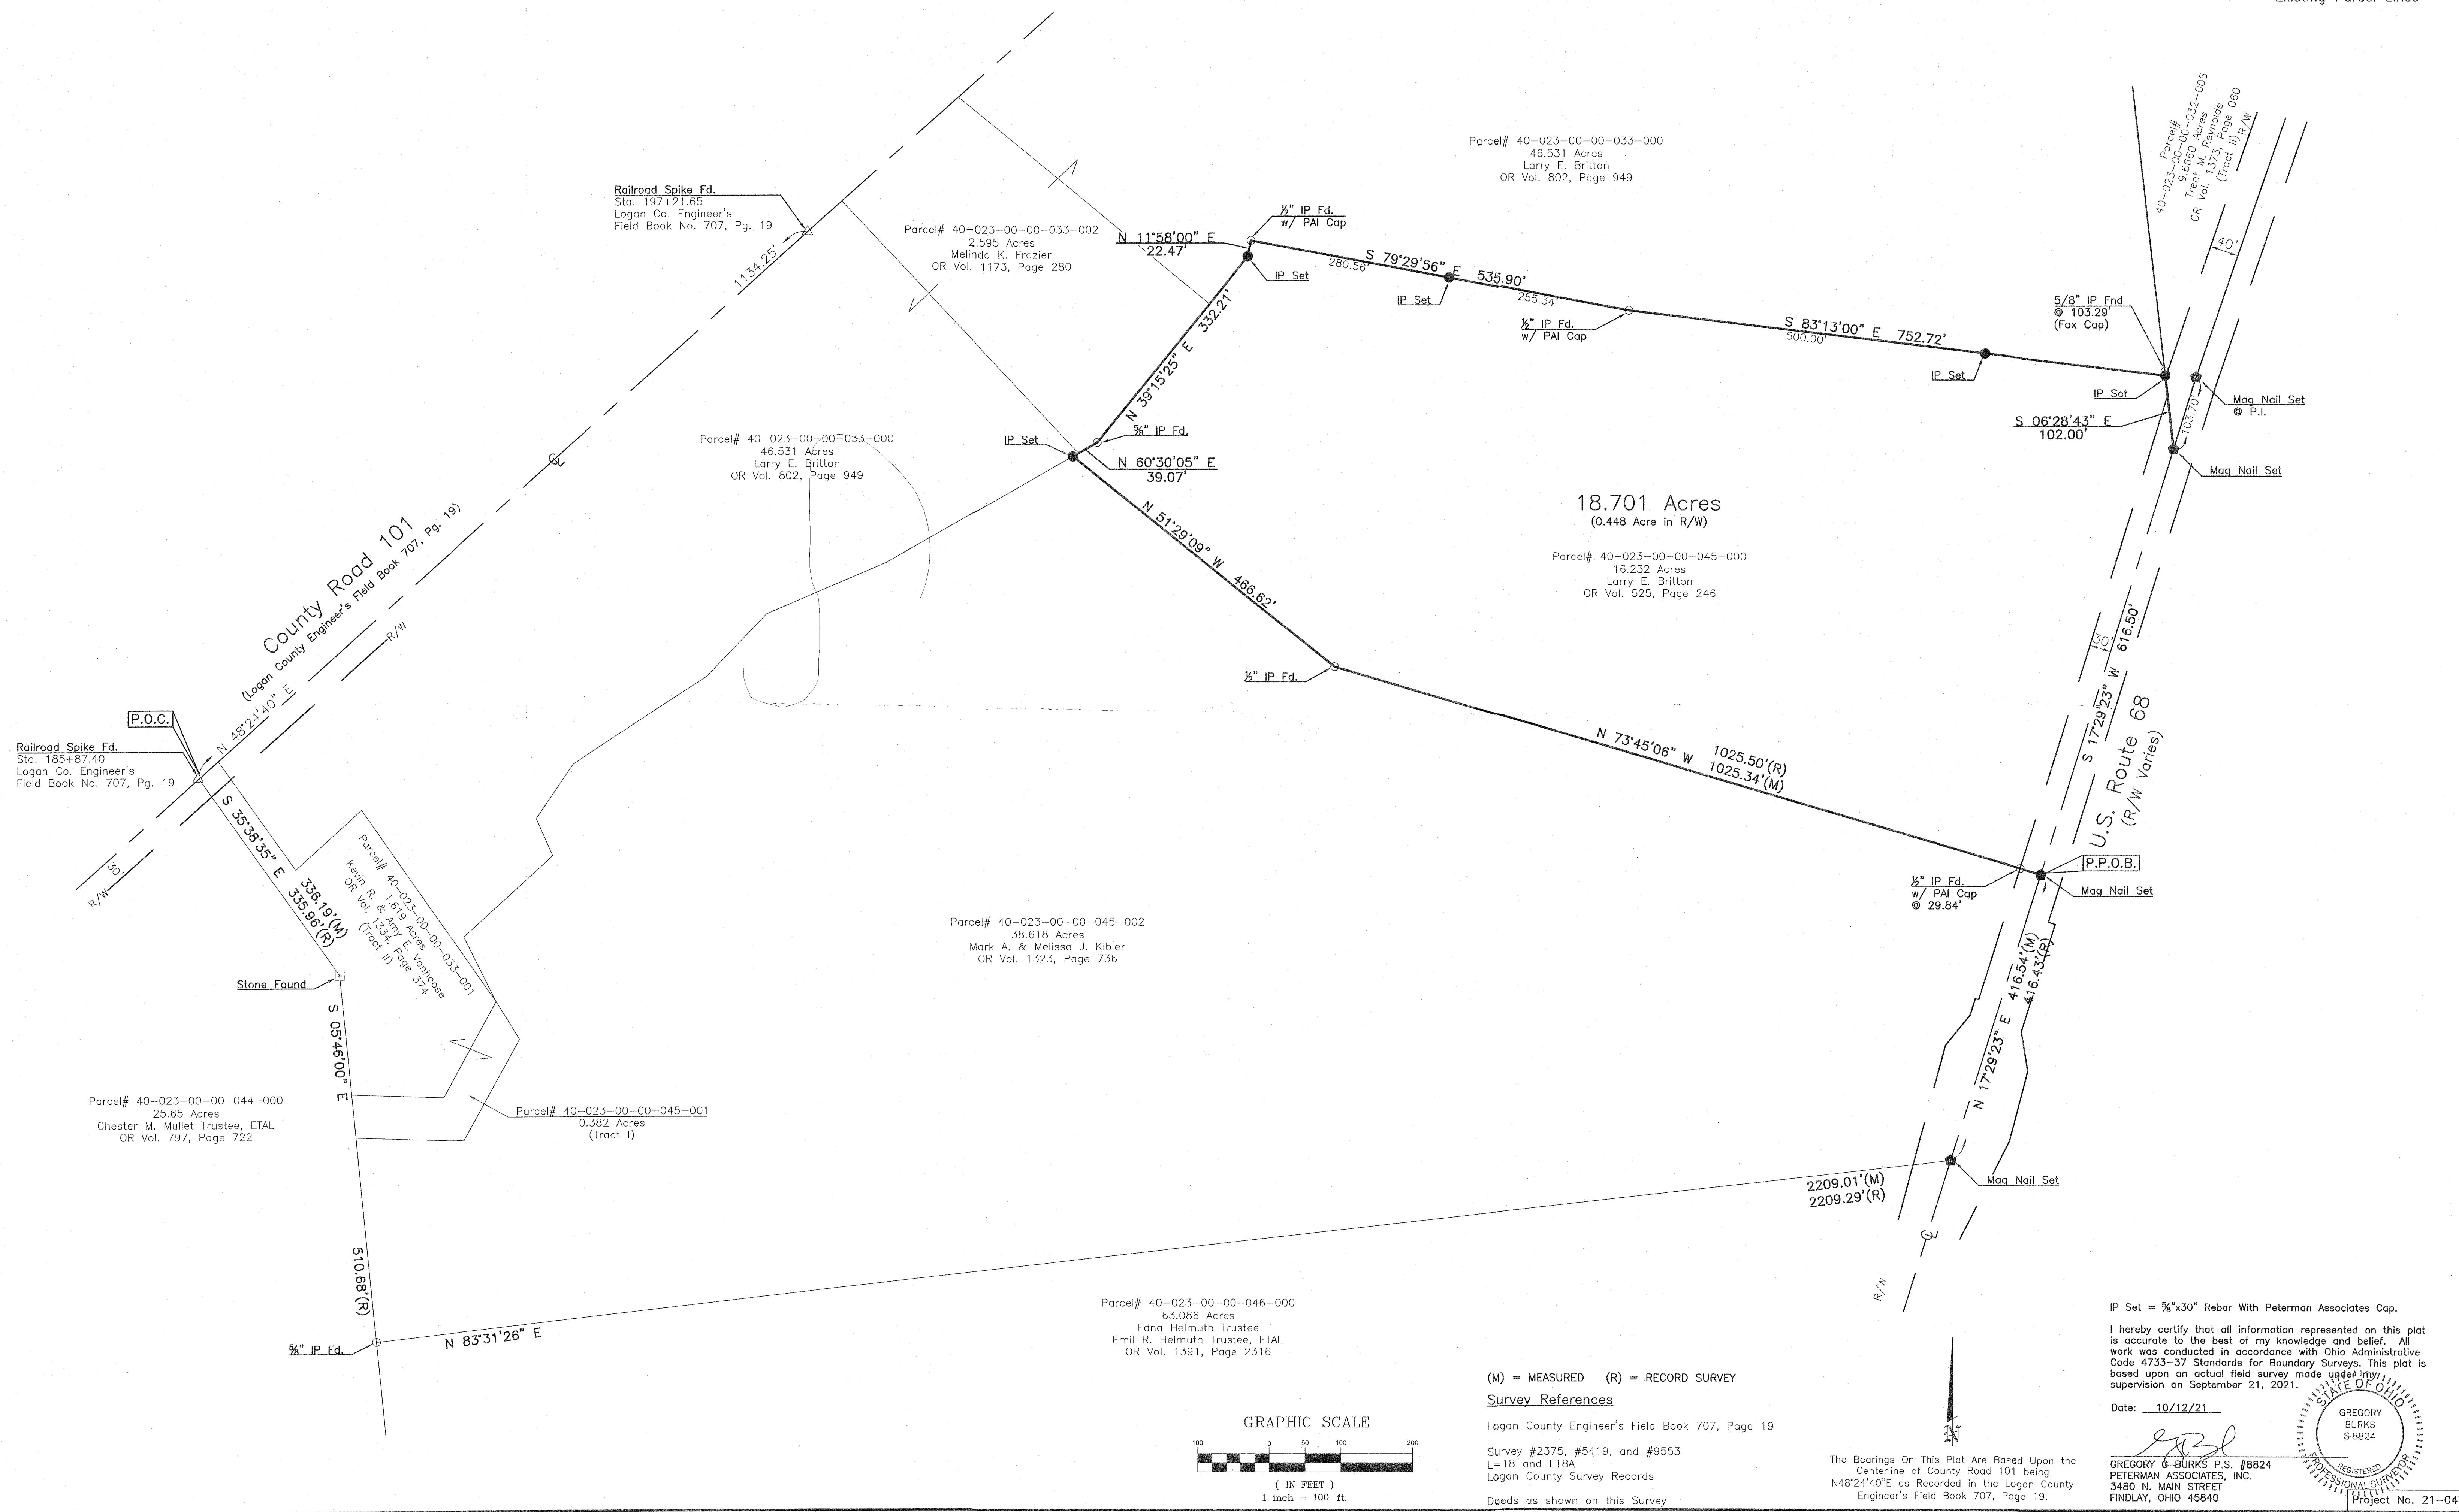 Railroad Spike Fd.
Sta. 197+21.65
Logan Co. Engineer's
Field Book No. 707, Pg. 19
1134.25'
Parcel# 40-023-00-00-033-002
2.595 Acres
Melinda K. Frazier
OR Vol. 1173, Page 280
Parcel# 40-023-00-00-033-000
46.531 Acres
Larry E. Britton
OR Vol. 802, Page 949
Parcel#
40-023-00-00-032-005
9.6660 Acres
Trent M. Reynolds
OR Vol. 1373, Page 060
(Tract II)
R/W
40'
½" IP Fd.
w/ PAI Cap
N 11°58'00" E
22.47'
IP Set
S 79°29'56" E 535.90'
280.56'
IP Set
255.34'
½" IP Fd.
w/ PAI Cap
S 83°13'00" E 752.72'
500.00'
IP Set
5/8" IP Fnd
@ 103.29'
(Fox Cap)
IP Set
Mag Nail Set
@ P.I.
103.70'
S 06°28'43" E
102.00'
Mag Nail Set
N 39°15'25" E 332.21'
⅝" IP Fd.
IP Set
N 60°30'05" E
39.07'
Parcel# 40-023-00-00-033-000
46.531 Acres
Larry E. Britton
OR Vol. 802, Page 949
18.701 Acres
(0.448 Acre in R/W)
Parcel# 40-023-00-00-045-000
16.232 Acres
Larry E. Britton
OR Vol. 525, Page 246
N 51°29'09" W 466.62'
½" IP Fd.
County Road 101
(Logan County Engineer's Field Book 707, Pg. 19)
R/W
N 48°24'40" E
30'
S 17°29'23" W 616.50'
U.S. Route 68
(R/W Varies)
N 73°45'06" W
1025.50'(R)
1025.34'(M)
P.O.C.
Railroad Spike Fd.
Sta. 185+87.40
Logan Co. Engineer's
Field Book No. 707, Pg. 19
30'
R/W
S 35°38'35" E
336.19'(M)
335.96'(R)
Parcel# 40-023-00-00-033-001
1.619 Acres
Kevin R. & Amy E. Vanhoose
OR Vol. 1334, Page 374
(Tract II)
P.P.O.B.
Mag Nail Set
½" IP Fd.
w/ PAI Cap
@ 29.84'
Parcel# 40-023-00-00-045-002
38.618 Acres
Mark A. & Melissa J. Kibler
OR Vol. 1323, Page 736
N 17°29'23" E
416.54'(M)
416.43'(R)
Stone Found
S 05°46'00" E
510.68'(R)
Parcel# 40-023-00-00-044-000
25.65 Acres
Chester M. Mullet Trustee, ETAL
OR Vol. 797, Page 722
Parcel# 40-023-00-00-045-001
0.382 Acres
(Tract I)
Mag Nail Set
2209.01'(M)
2209.29'(R)
R/W
⅝" IP Fd.
N 83°31'26" E
Parcel# 40-023-00-00-046-000
63.086 Acres
Edna Helmuth Trustee
Emil R. Helmuth Trustee, ETAL
OR Vol. 1391, Page 2316
GRAPHIC SCALE
100 0 50 100 200
( IN FEET )
1 inch = 100 ft.
(M) = MEASURED (R) = RECORD SURVEY
Survey References
Logan County Engineer's Field Book 707, Page 19
Survey #2375, #5419, and #9553
L=18 and L18A
Logan County Survey Records
Deeds as shown on this Survey
N
The Bearings On This Plat Are Based Upon the
Centerline of County Road 101 being
N48°24'40"E as Recorded in the Logan County
Engineer's Field Book 707, Page 19.
IP Set = ⅝"x30" Rebar With Peterman Associates Cap.
I hereby certify that all information represented on this plat
is accurate to the best of my knowledge and belief. All
work was conducted in accordance with Ohio Administrative
Code 4733-37 Standards for Boundary Surveys. This plat is
based upon an actual field survey made under my
supervision on September 21, 2021.
Date: 10/12/21
GREGORY G BURKS P.S. #8824
PETERMAN ASSOCIATES, INC.
3480 N. MAIN STREET
FINDLAY, OHIO 45840
STATE OF OHIO
GREGORY
BURKS
S-8824
REGISTERED
PROFESSIONAL SURVEYOR
Project No. 21-04